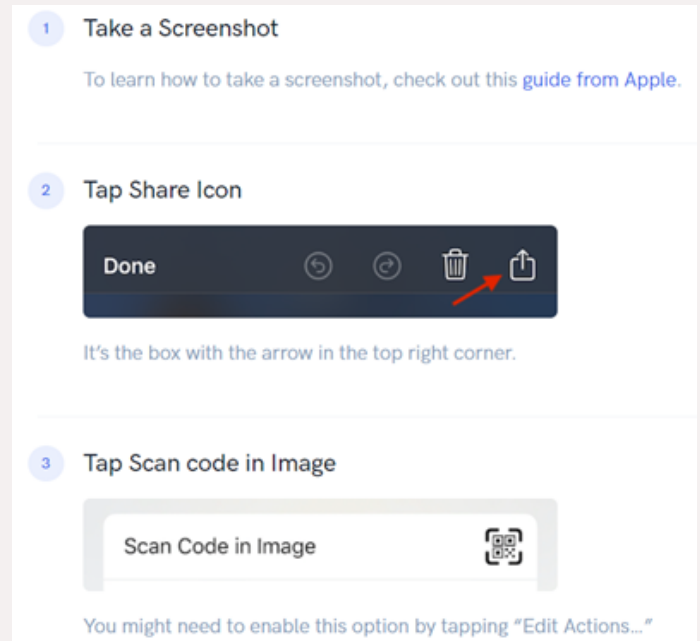 1
Take a Screenshot
To learn how to take a screenshot, check out this guide from Apple.
2
Tap Share Icon
Done
It's the box with the arrow in the top right corner.
3
Tap Scan code in Image
Scan Code in Image
You might need to enable this option by tapping “Edit Actions...”